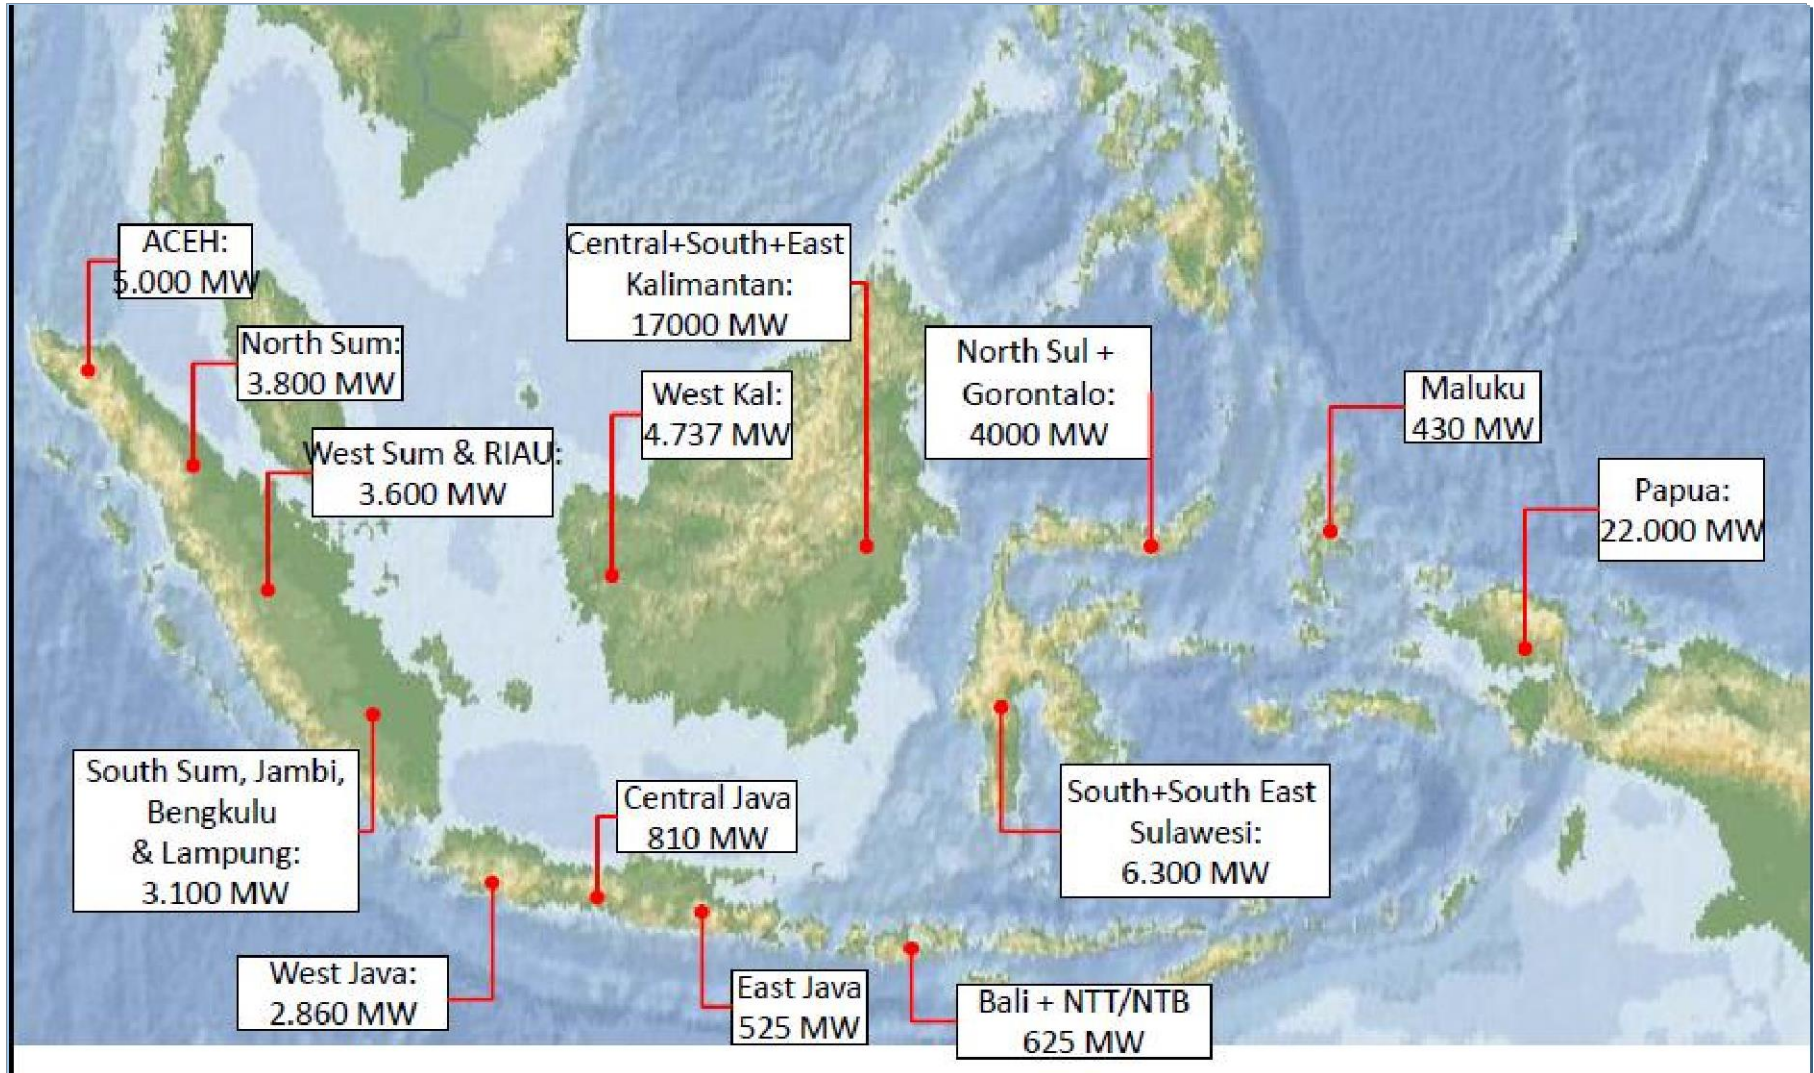 ACEH:
5.000 MW
Central+South+East
Kalimantan:
17000 MW
North Sum:
3.800 MW
North Sul +
Gorontalo:
4000 MW
West Kal:
4.737 MW
Maluku
430 MW
West Sum & RIAU:
3.600 MW
Papua:
22.000 MW
South Sum, Jambi,
Bengkulu
& Lampung:
3.100 MW
Central Java
810 MW
South+South East
Sulawesi:
6.300 MW
West Java:
2.860 MW
East Java
525 MW
Bali + NTT/NTB
625 MW